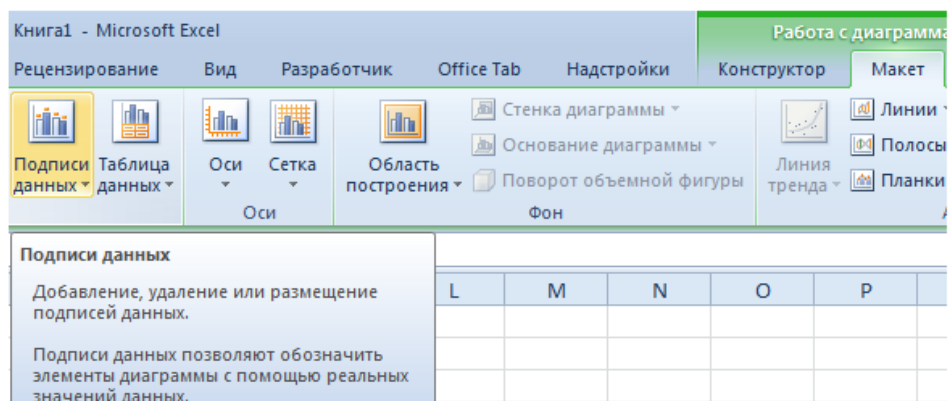 Книга1 - Microsoft Excel
Работа с диаграмма
Рецензирование Вид Разработчик Office Tab Надстройки Конструктор Макет
Подписи данных
Таблица данных
Оси
Сетка
Область построения
Стенка диаграммы
Основание диаграммы
Поворот объемной фигуры
Линия тренда
Линии
Полосы
Планки
Оси
Фон
Подписи данных
Добавление, удаление или размещение
подписей данных.
Подписи данных позволяют обозначить
элементы диаграммы с помощью реальных
значений данных.
L M N O P